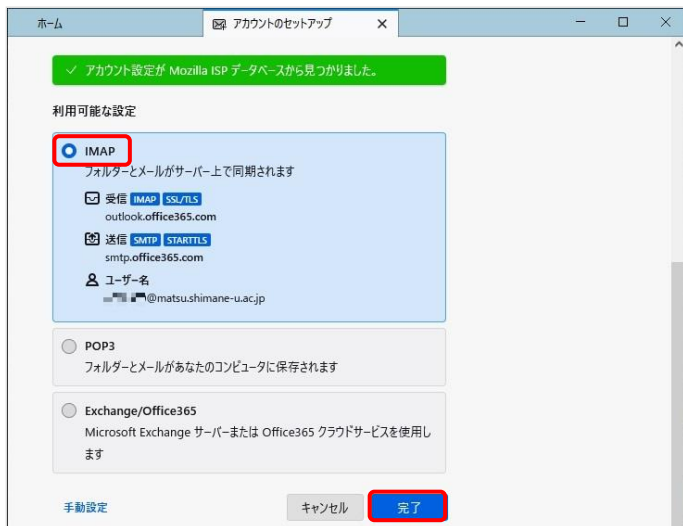 ホーム
アカウントのセットアップ
アカウント設定が Mozilla ISP データベースから見つかりました。
利用可能な設定
IMAP
フォルダーとメールがサーバー上で同期されます
受信 IMAP SSL/TLS
outlook.office365.com
送信 SMTP STARTTLS
smtp.office365.com
ユーザー名
@matsu.shimane-u.ac.jp
POP3
フォルダーとメールがあなたのコンピュータに保存されます
Exchange/Office365
Microsoft Exchange サーバーまたは Office365 クラウドサービスを使用し
ます
手動設定 キャンセル 完了